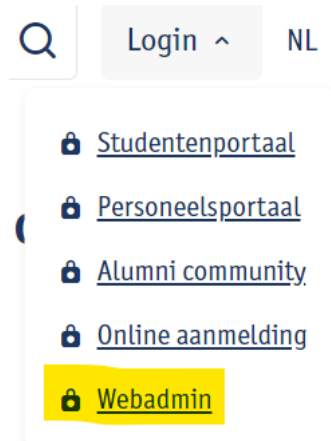 Login NL
Studentenportaal
Personeelsportaal
Alumni community
Online aanmelding
Webadmin